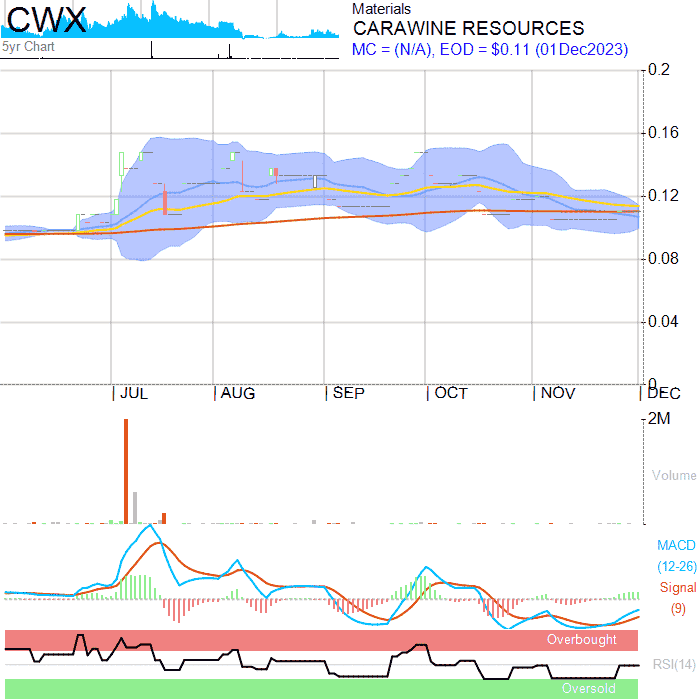 CWX
5yr Chart
Materials
CARAWINE RESOURCES
MC = (N/A), EOD = $0.11 (01Dec2023)
0.2
0.16
0.12
0.08
0.04
0
JUL AUG SEP OCT NOV DEC
2M
Volume
MACD
(12-26)
Signal
(9)
Overbought
RSI(14)
Oversold